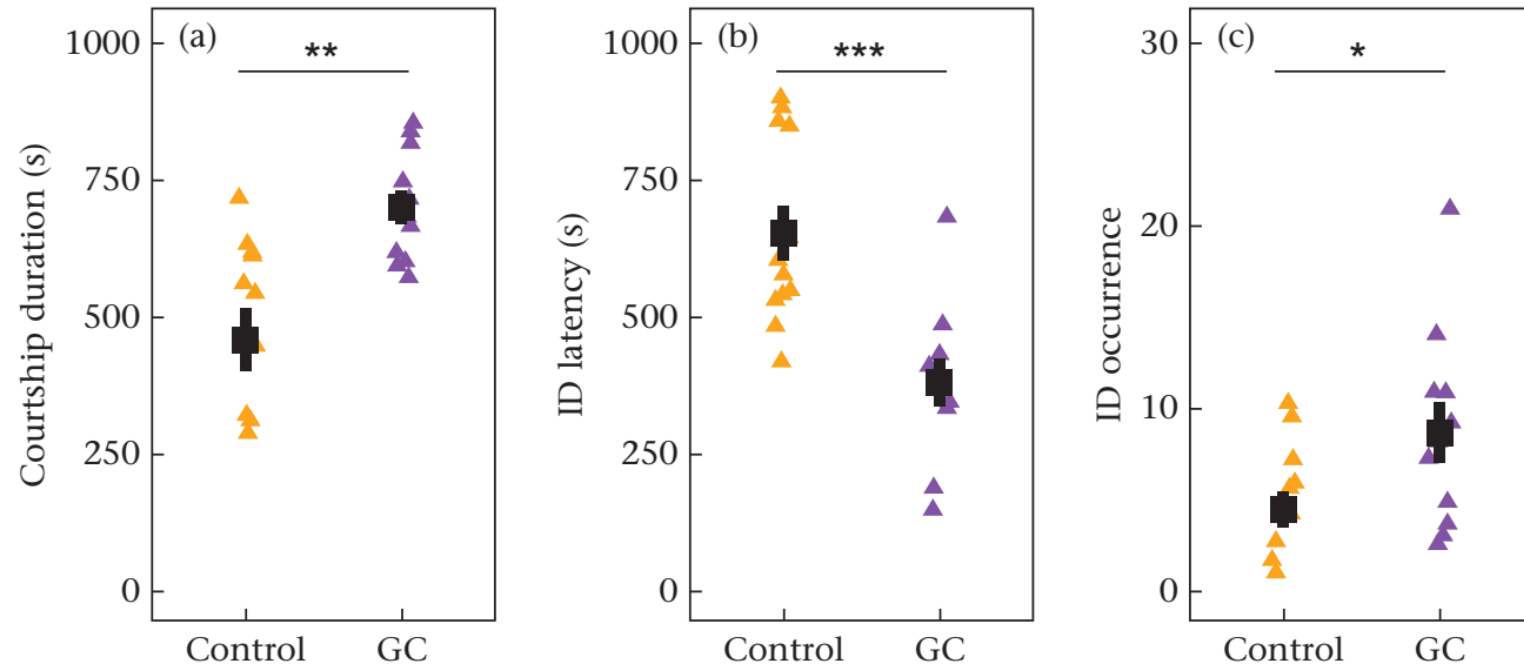 (a)
**
Courtship duration (s)
1000
750
500
250
0
Control GC
(b)
***
ID latency (s)
1000
750
500
250
0
Control GC
(c)
*
ID occurrence
30
20
10
0
Control GC